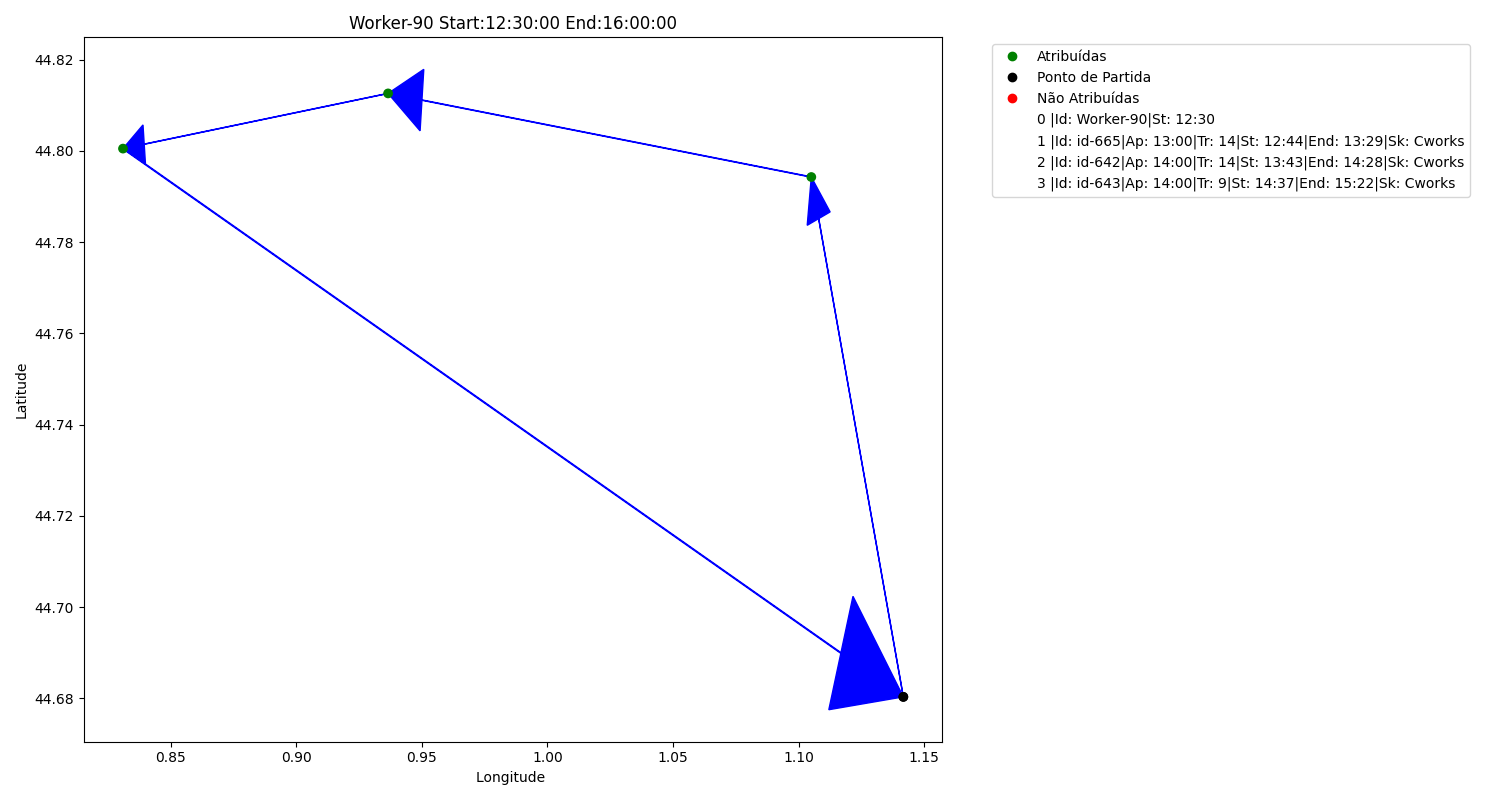 Worker-90 Start:12:30:00 End:16:00:00
44.82
44.80
44.78
44.76
44.74
44.72
44.70
44.68
Latitude
0.85
0.90
0.95
1.00
1.05
1.10
1.15
Longitude
Atribuídas
Ponto de Partida
Não Atribuídas
0 |Id: Worker-90|St: 12:30
1 |Id: id-665|Ap: 13:00|Tr: 14|St: 12:44|End: 13:29|Sk: Cworks
2 |Id: id-642|Ap: 14:00|Tr: 14|St: 13:43|End: 14:28|Sk: Cworks
3 |Id: id-643|Ap: 14:00|Tr: 9|St: 14:37|End: 15:22|Sk: Cworks